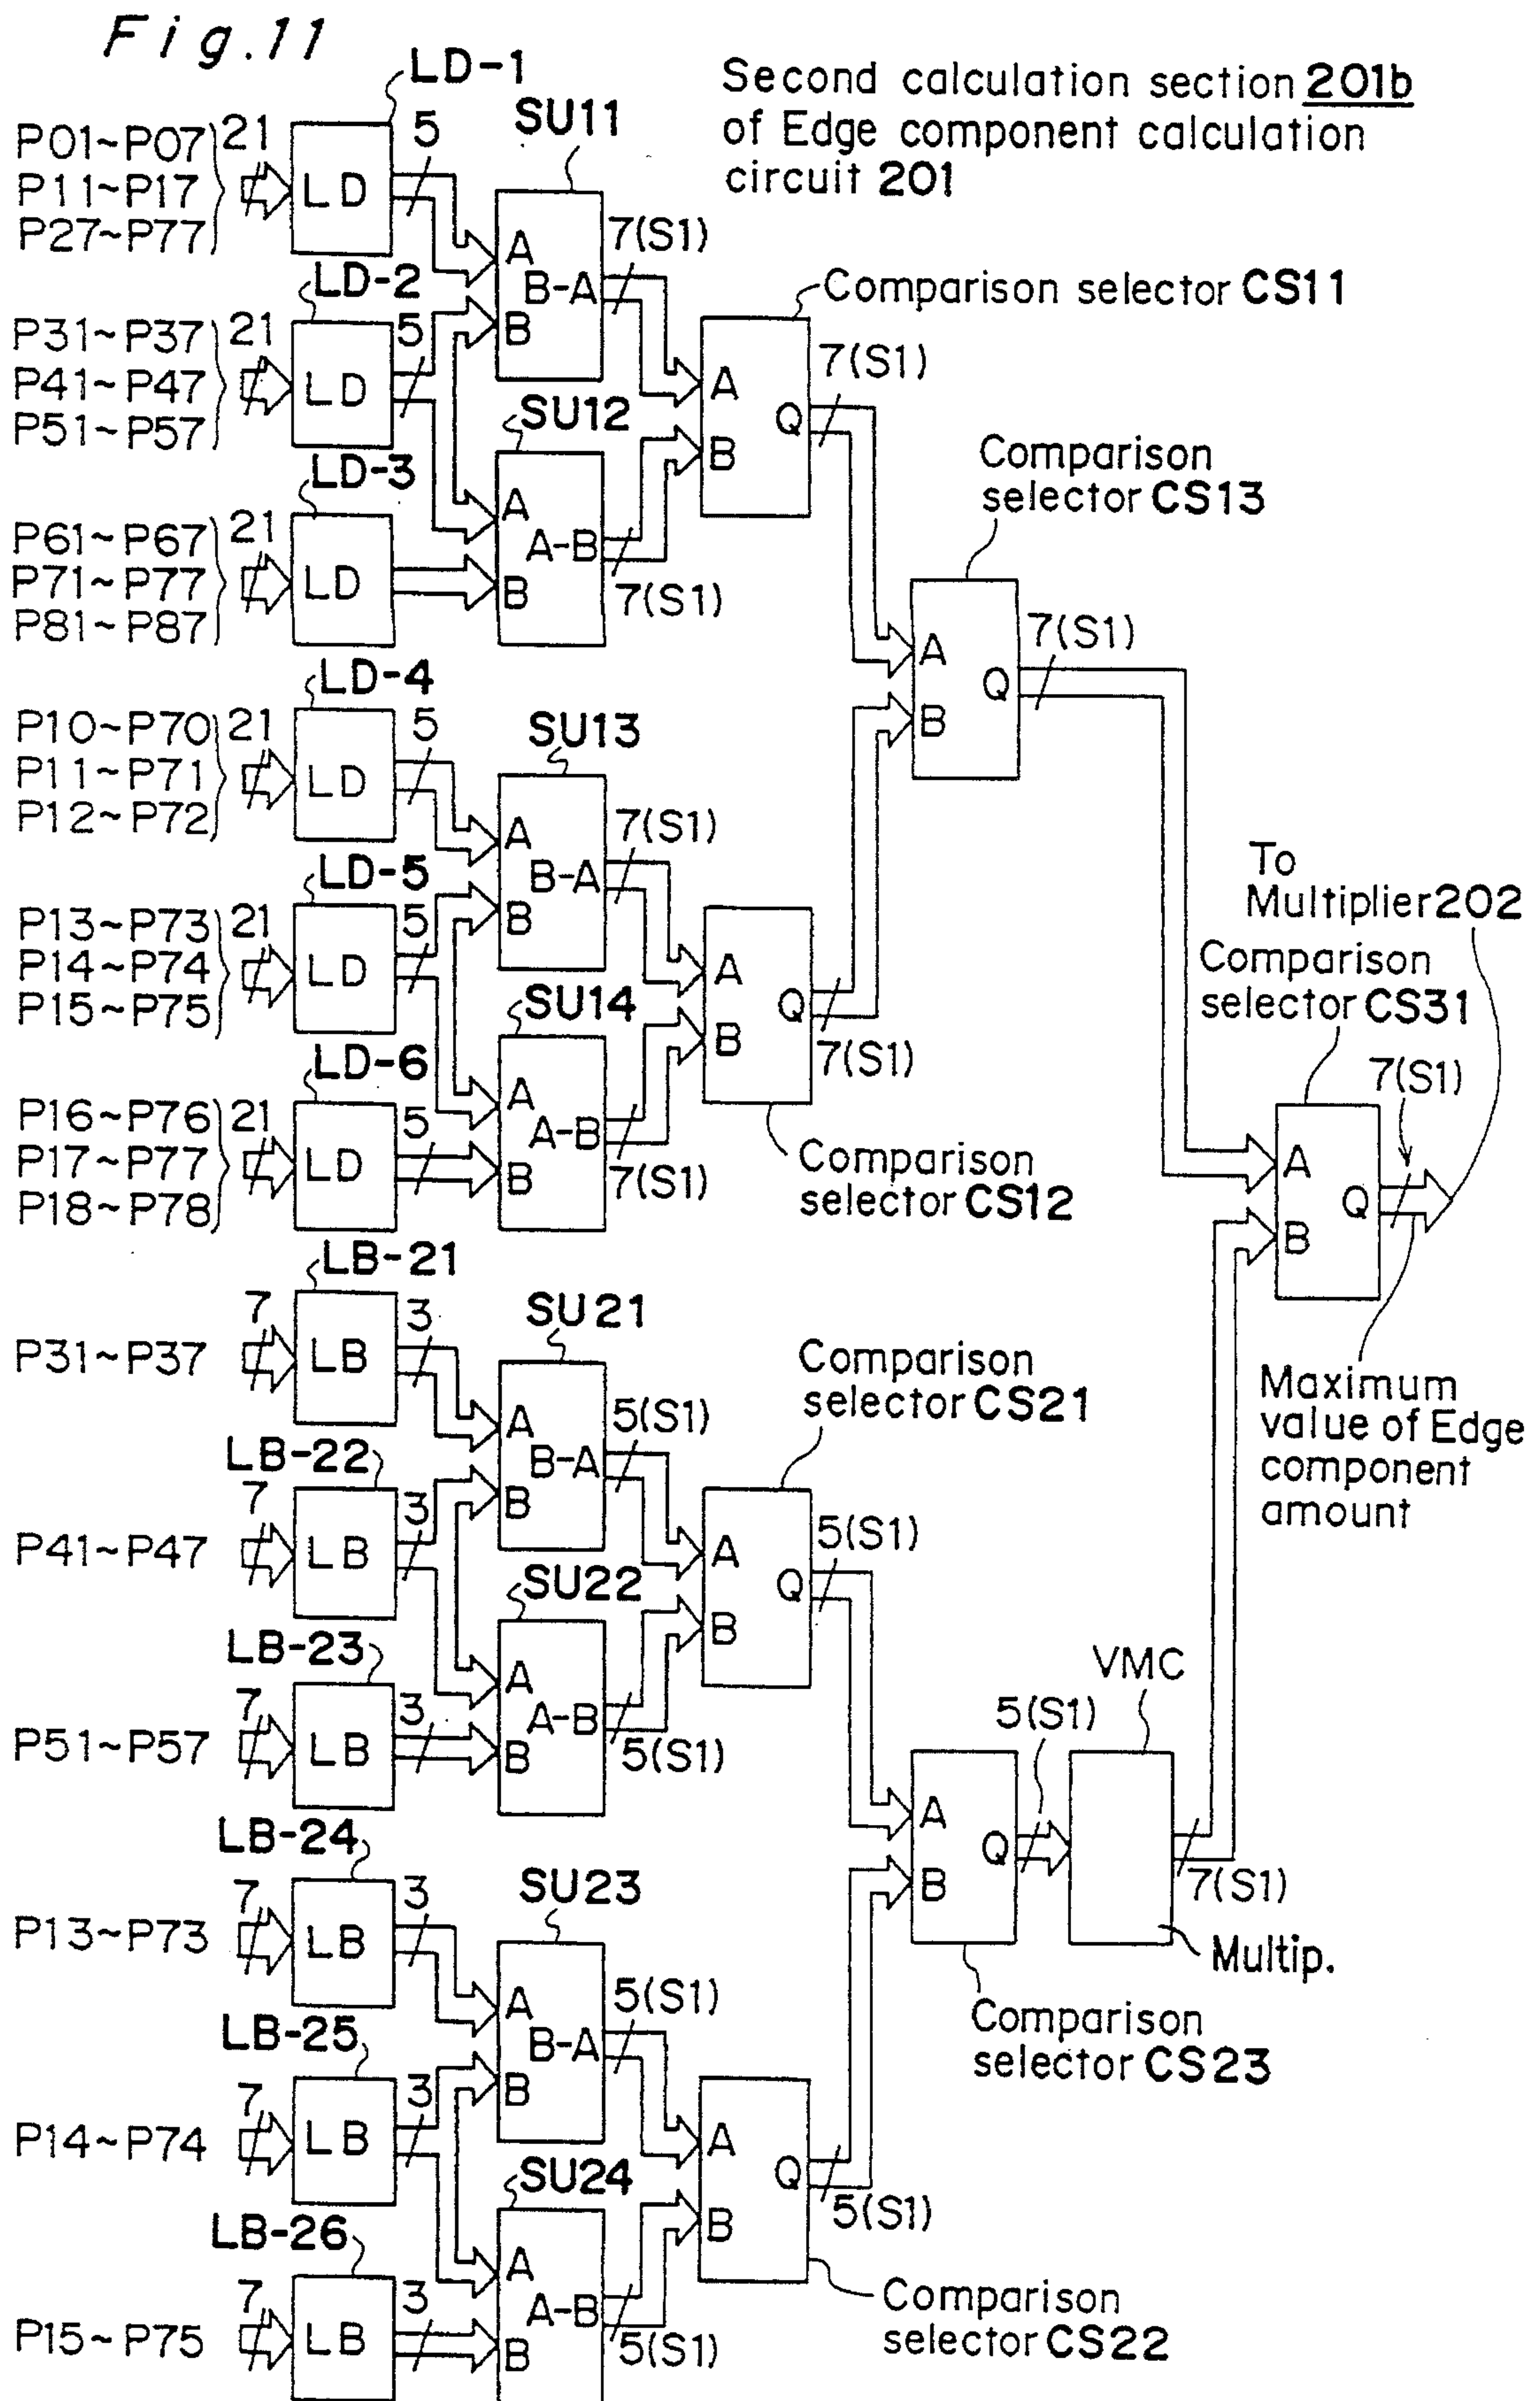 Fig.11
Second calculation section 201b
of Edge component calculation
circuit 201
LD-1
P01~P07
P11~P17
P27~P77
21
LD
5
SU11
A
B-A
B
7(S1)
LD-2
P31~P37
P41~P47
P51~P57
21
LD
5
Comparison selector CS11
A
B
Q
7(S1)
SU12
A
A-B
B
7(S1)
LD-3
P61~P67
P71~P77
P81~P87
21
LD
Comparison
selector CS13
A
B
Q
7(S1)
LD-4
P10~P70
P11~P71
P12~P72
21
LD
5
SU13
A
B-A
B
7(S1)
LD-5
P13~P73
P14~P74
P15~P75
21
LD
5
A
B
Q
7(S1)
Comparison
selector CS12
SU14
A
A-B
B
7(S1)
LD-6
P16~P76
P17~P77
P18~P78
21
LD
5
To
Multiplier 202
Comparison
selector CS31
7(S1)
A
B
Q
Maximum
value of Edge
component
amount
LB-21
P31~P37
7
LB
3
SU21
A
B-A
B
5(S1)
LB-22
P41~P47
7
LB
3
Comparison
selector CS21
A
B
Q
5(S1)
SU22
A
A-B
B
5(S1)
LB-23
P51~P57
7
LB
3
VMC
5(S1)
A
B
Q
7(S1)
Multip.
Comparison
selector CS23
LB-24
P13~P73
7
LB
3
SU23
A
B-A
B
5(S1)
LB-25
P14~P74
7
LB
3
A
B
Q
5(S1)
SU24
A
A-B
B
5(S1)
LB-26
P15~P75
7
LB
3
Comparison
selector CS22